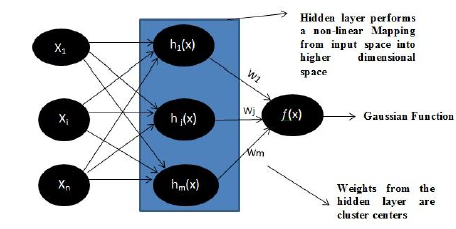 Hidden layer performs
a non-linear Mapping
from input space into
higher dimensional
space
X1
h1(x)
W1
Xi
hj(x)
Wj
f(x)
Gaussian Function
Xn
hm(x)
Wm
Weights from the
hidden layer are
cluster centers